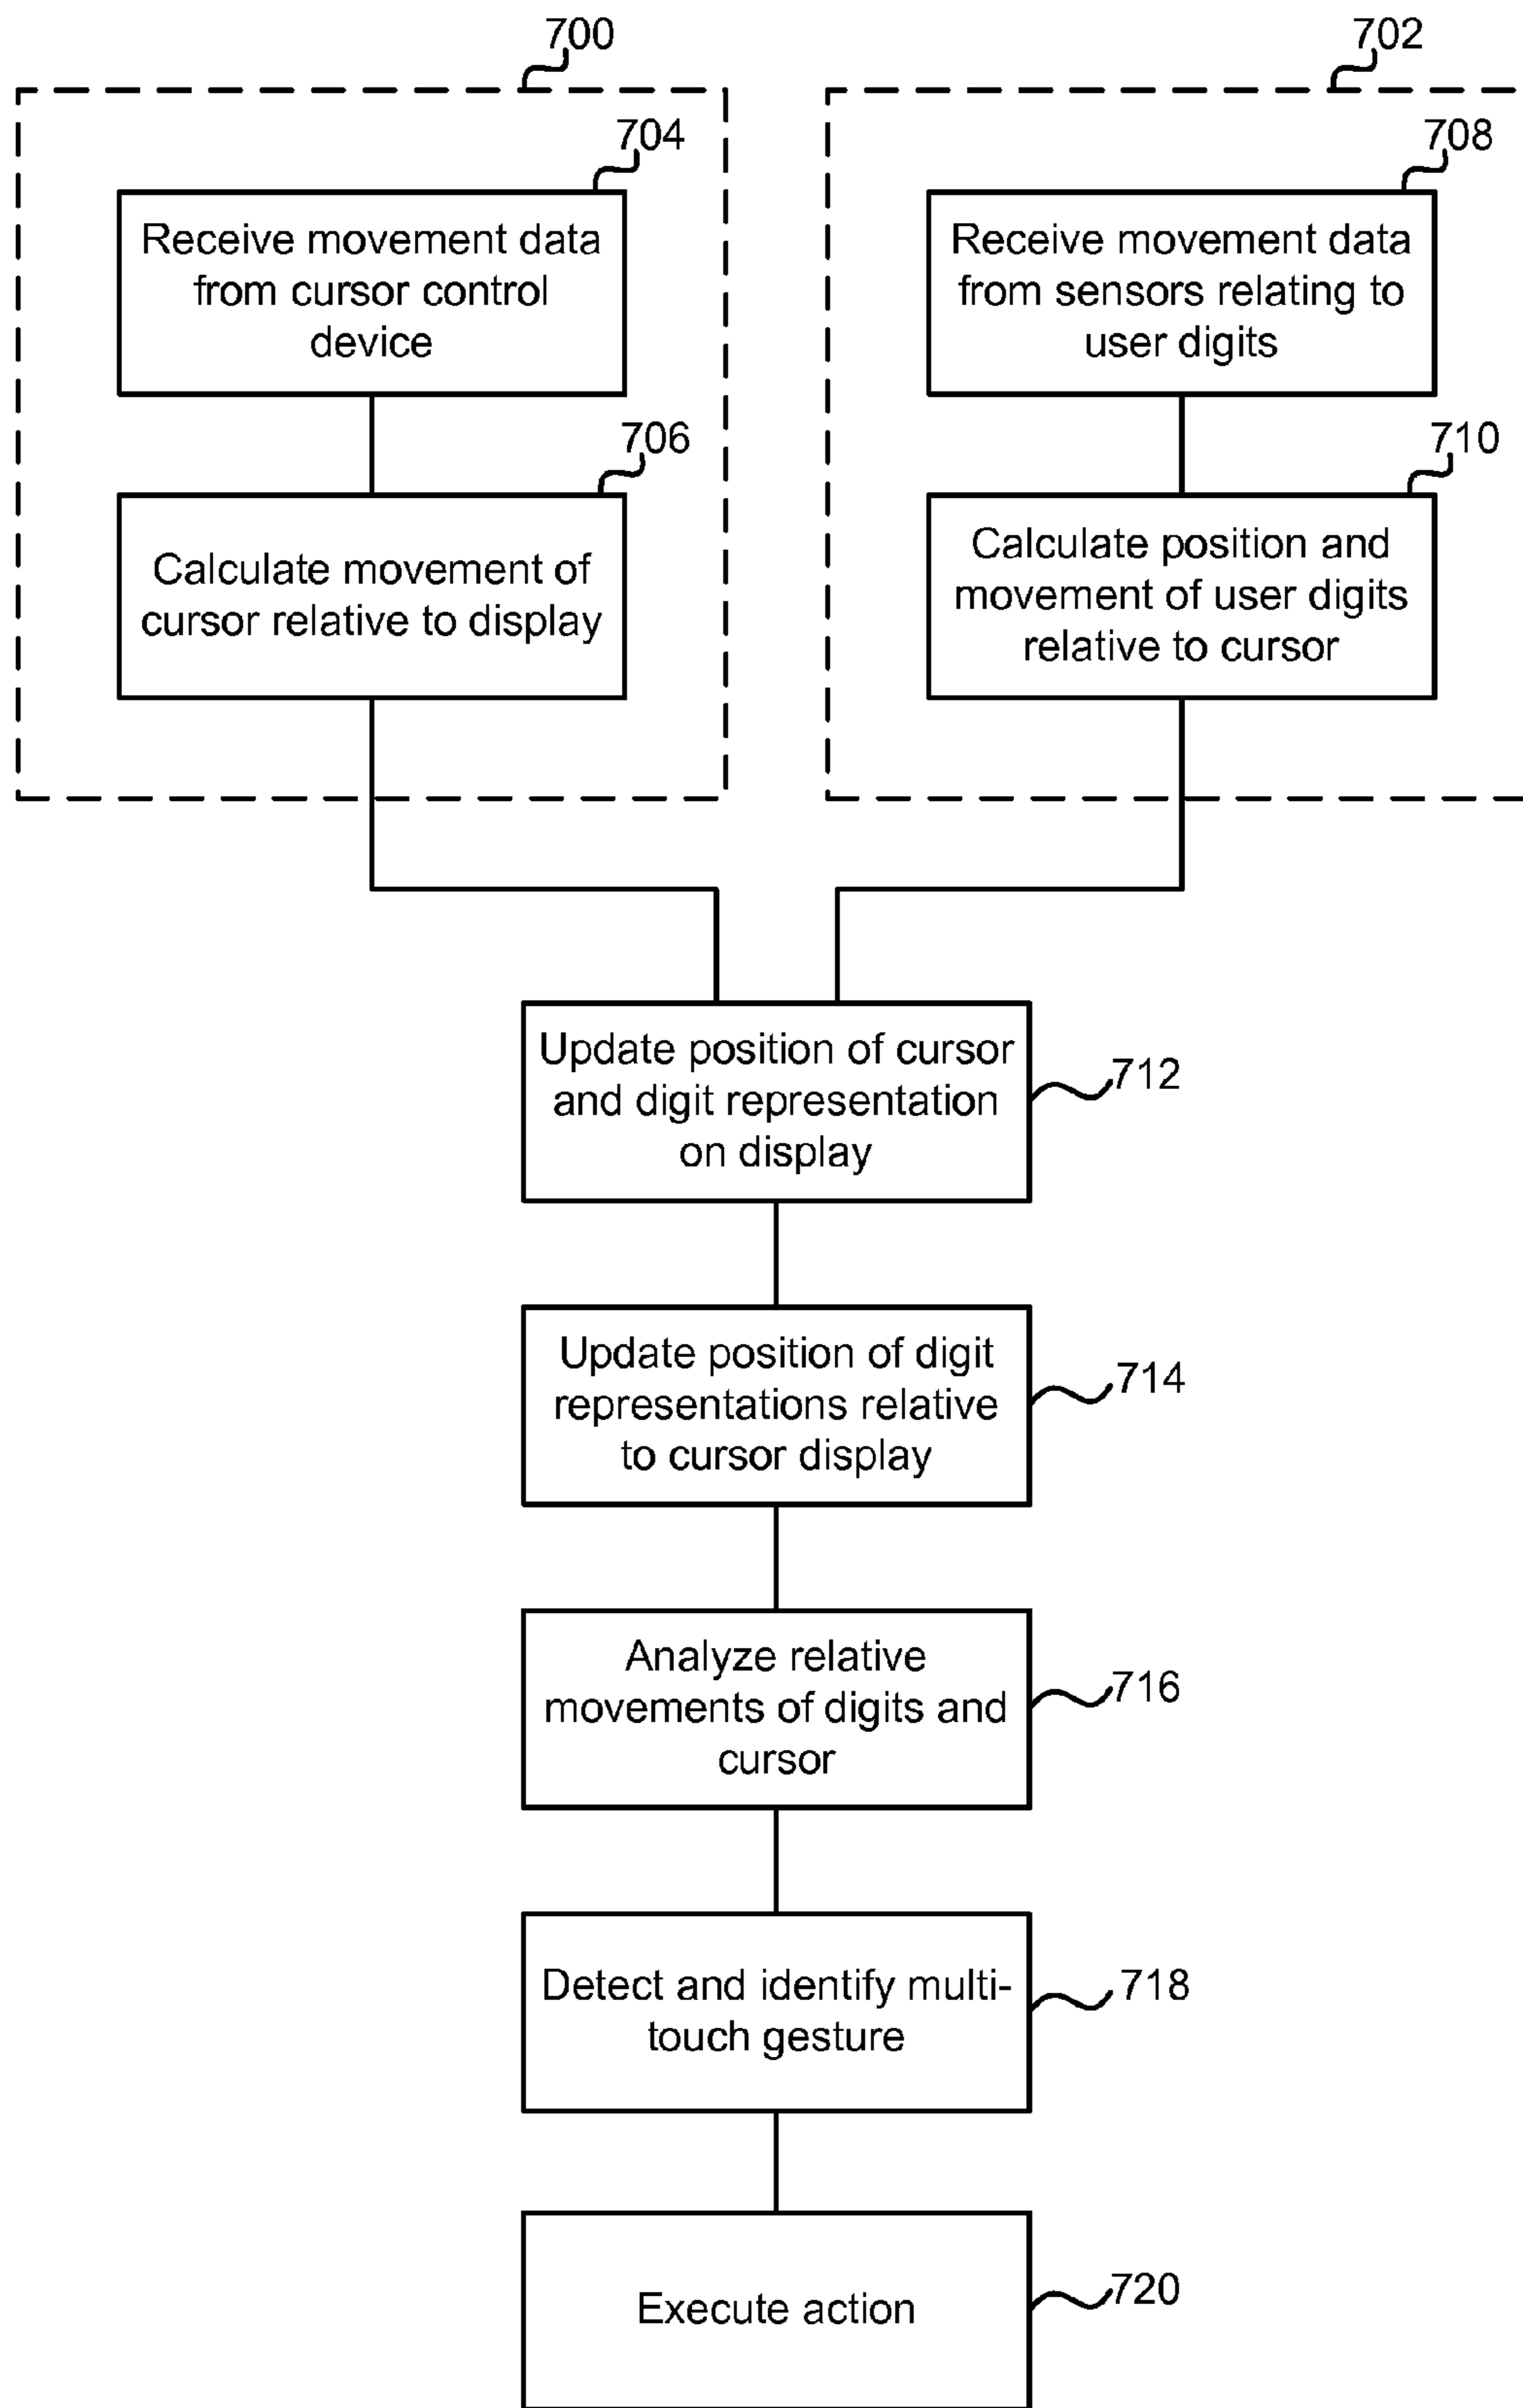 700
702
704
Receive movement data
from cursor control
device
708
Receive movement data
from sensors relating to
user digits
706
Calculate movement of
cursor relative to display
710
Calculate position and
movement of user digits
relative to cursor
Update position of cursor
and digit representation
on display
712
Update position of digit
representations relative
to cursor display
714
Analyze relative
movements of digits and
cursor
716
Detect and identify multi-
touch gesture
718
Execute action
720